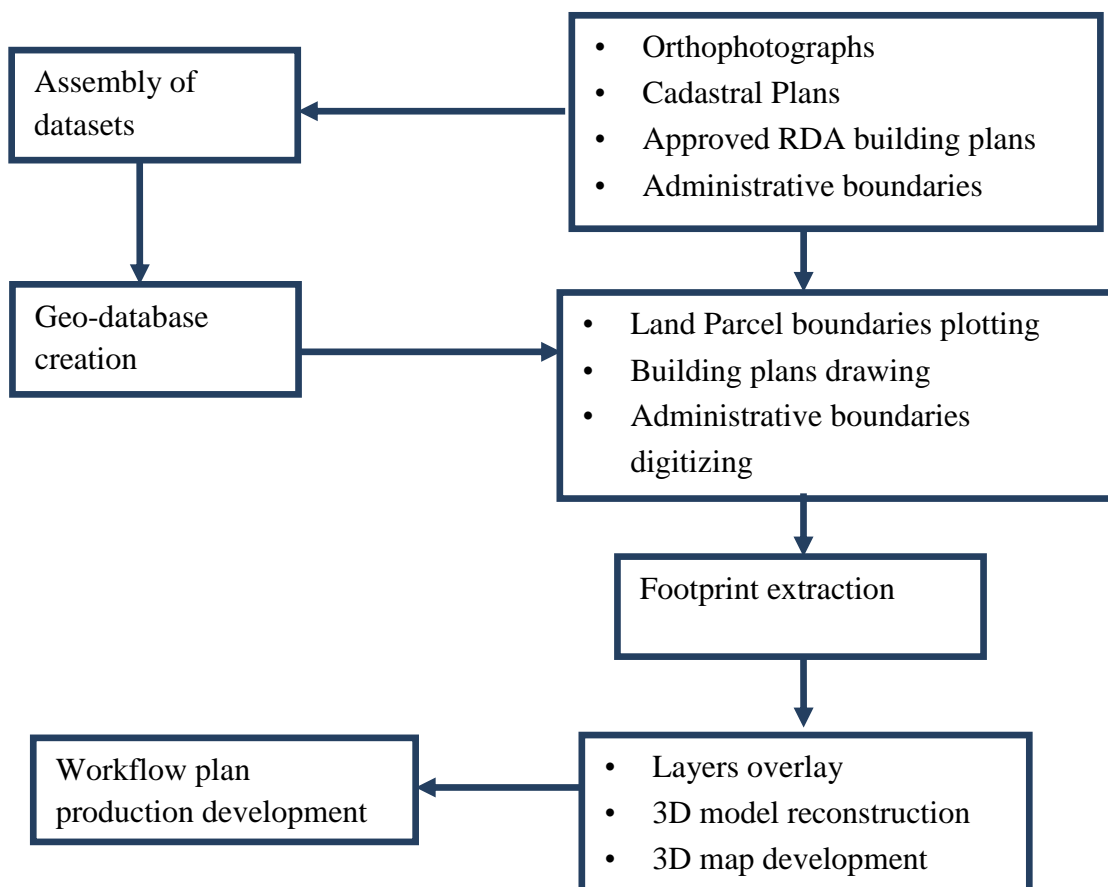 Assembly of
datasets
• Orthophotographs
• Cadastral Plans
• Approved RDA building plans
• Administrative boundaries
Geo-database
creation
• Land Parcel boundaries plotting
• Building plans drawing
• Administrative boundaries
digitizing
Footprint extraction
Workflow plan
production development
• Layers overlay
• 3D model reconstruction
• 3D map development